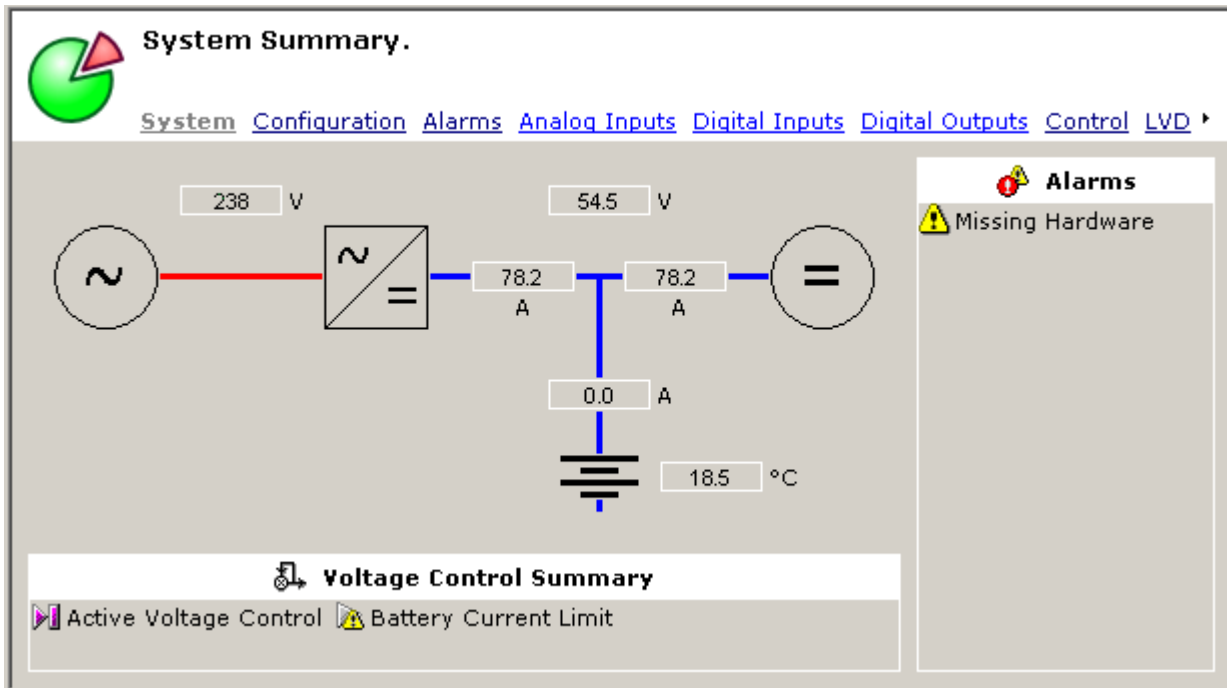 System Summary.
System Configuration Alarms Analog Inputs Digital Inputs Digital Outputs Control LVD
238 V
54.5 V
~
~
=
78.2
A
78.2
A
=
0.0 A
18.5 °C
Alarms
Missing Hardware
Voltage Control Summary
Active Voltage Control Battery Current Limit